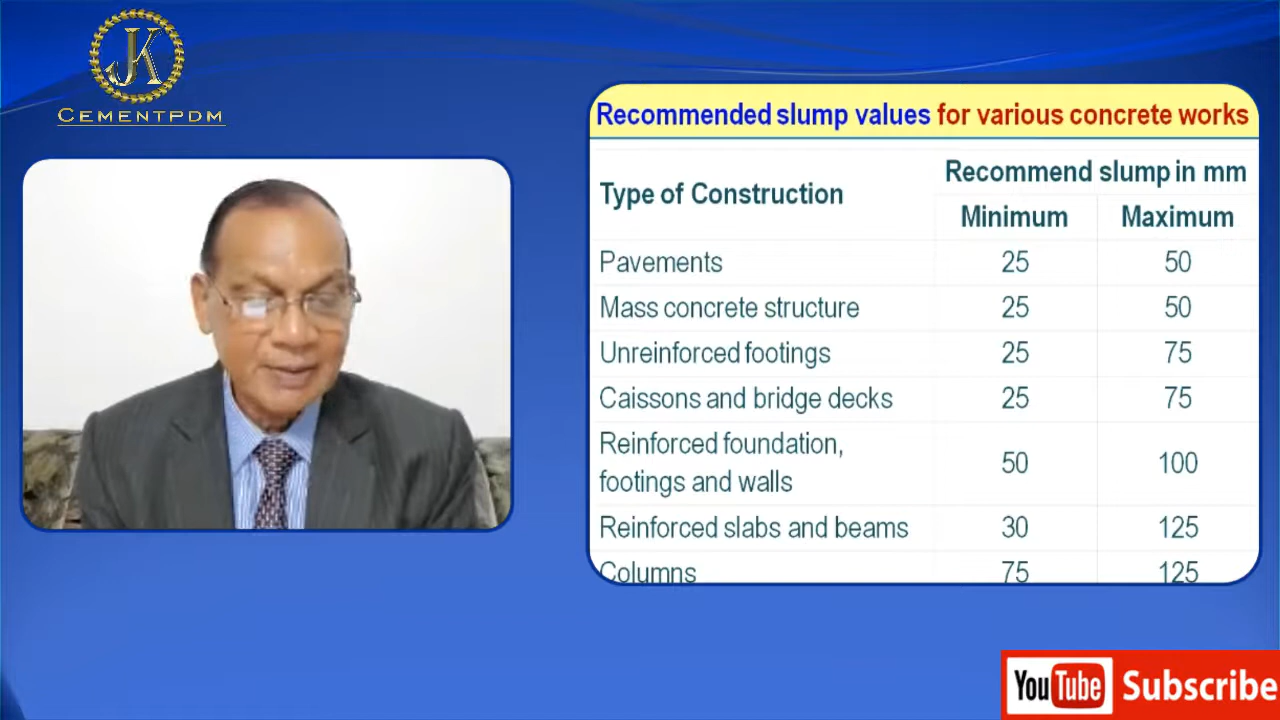 JK
CEMENTPDM
Recommended slump values for various concrete works
Type of Construction
Recommend slump in mm
Minimum Maximum
Pavements 25 50
Mass concrete structure 25 50
Unreinforced footings 25 75
Caissons and bridge decks 25 75
Reinforced foundation,
footings and walls 50 100
Reinforced slabs and beams 30 125
Columns 75 125
YouTube Subscribe